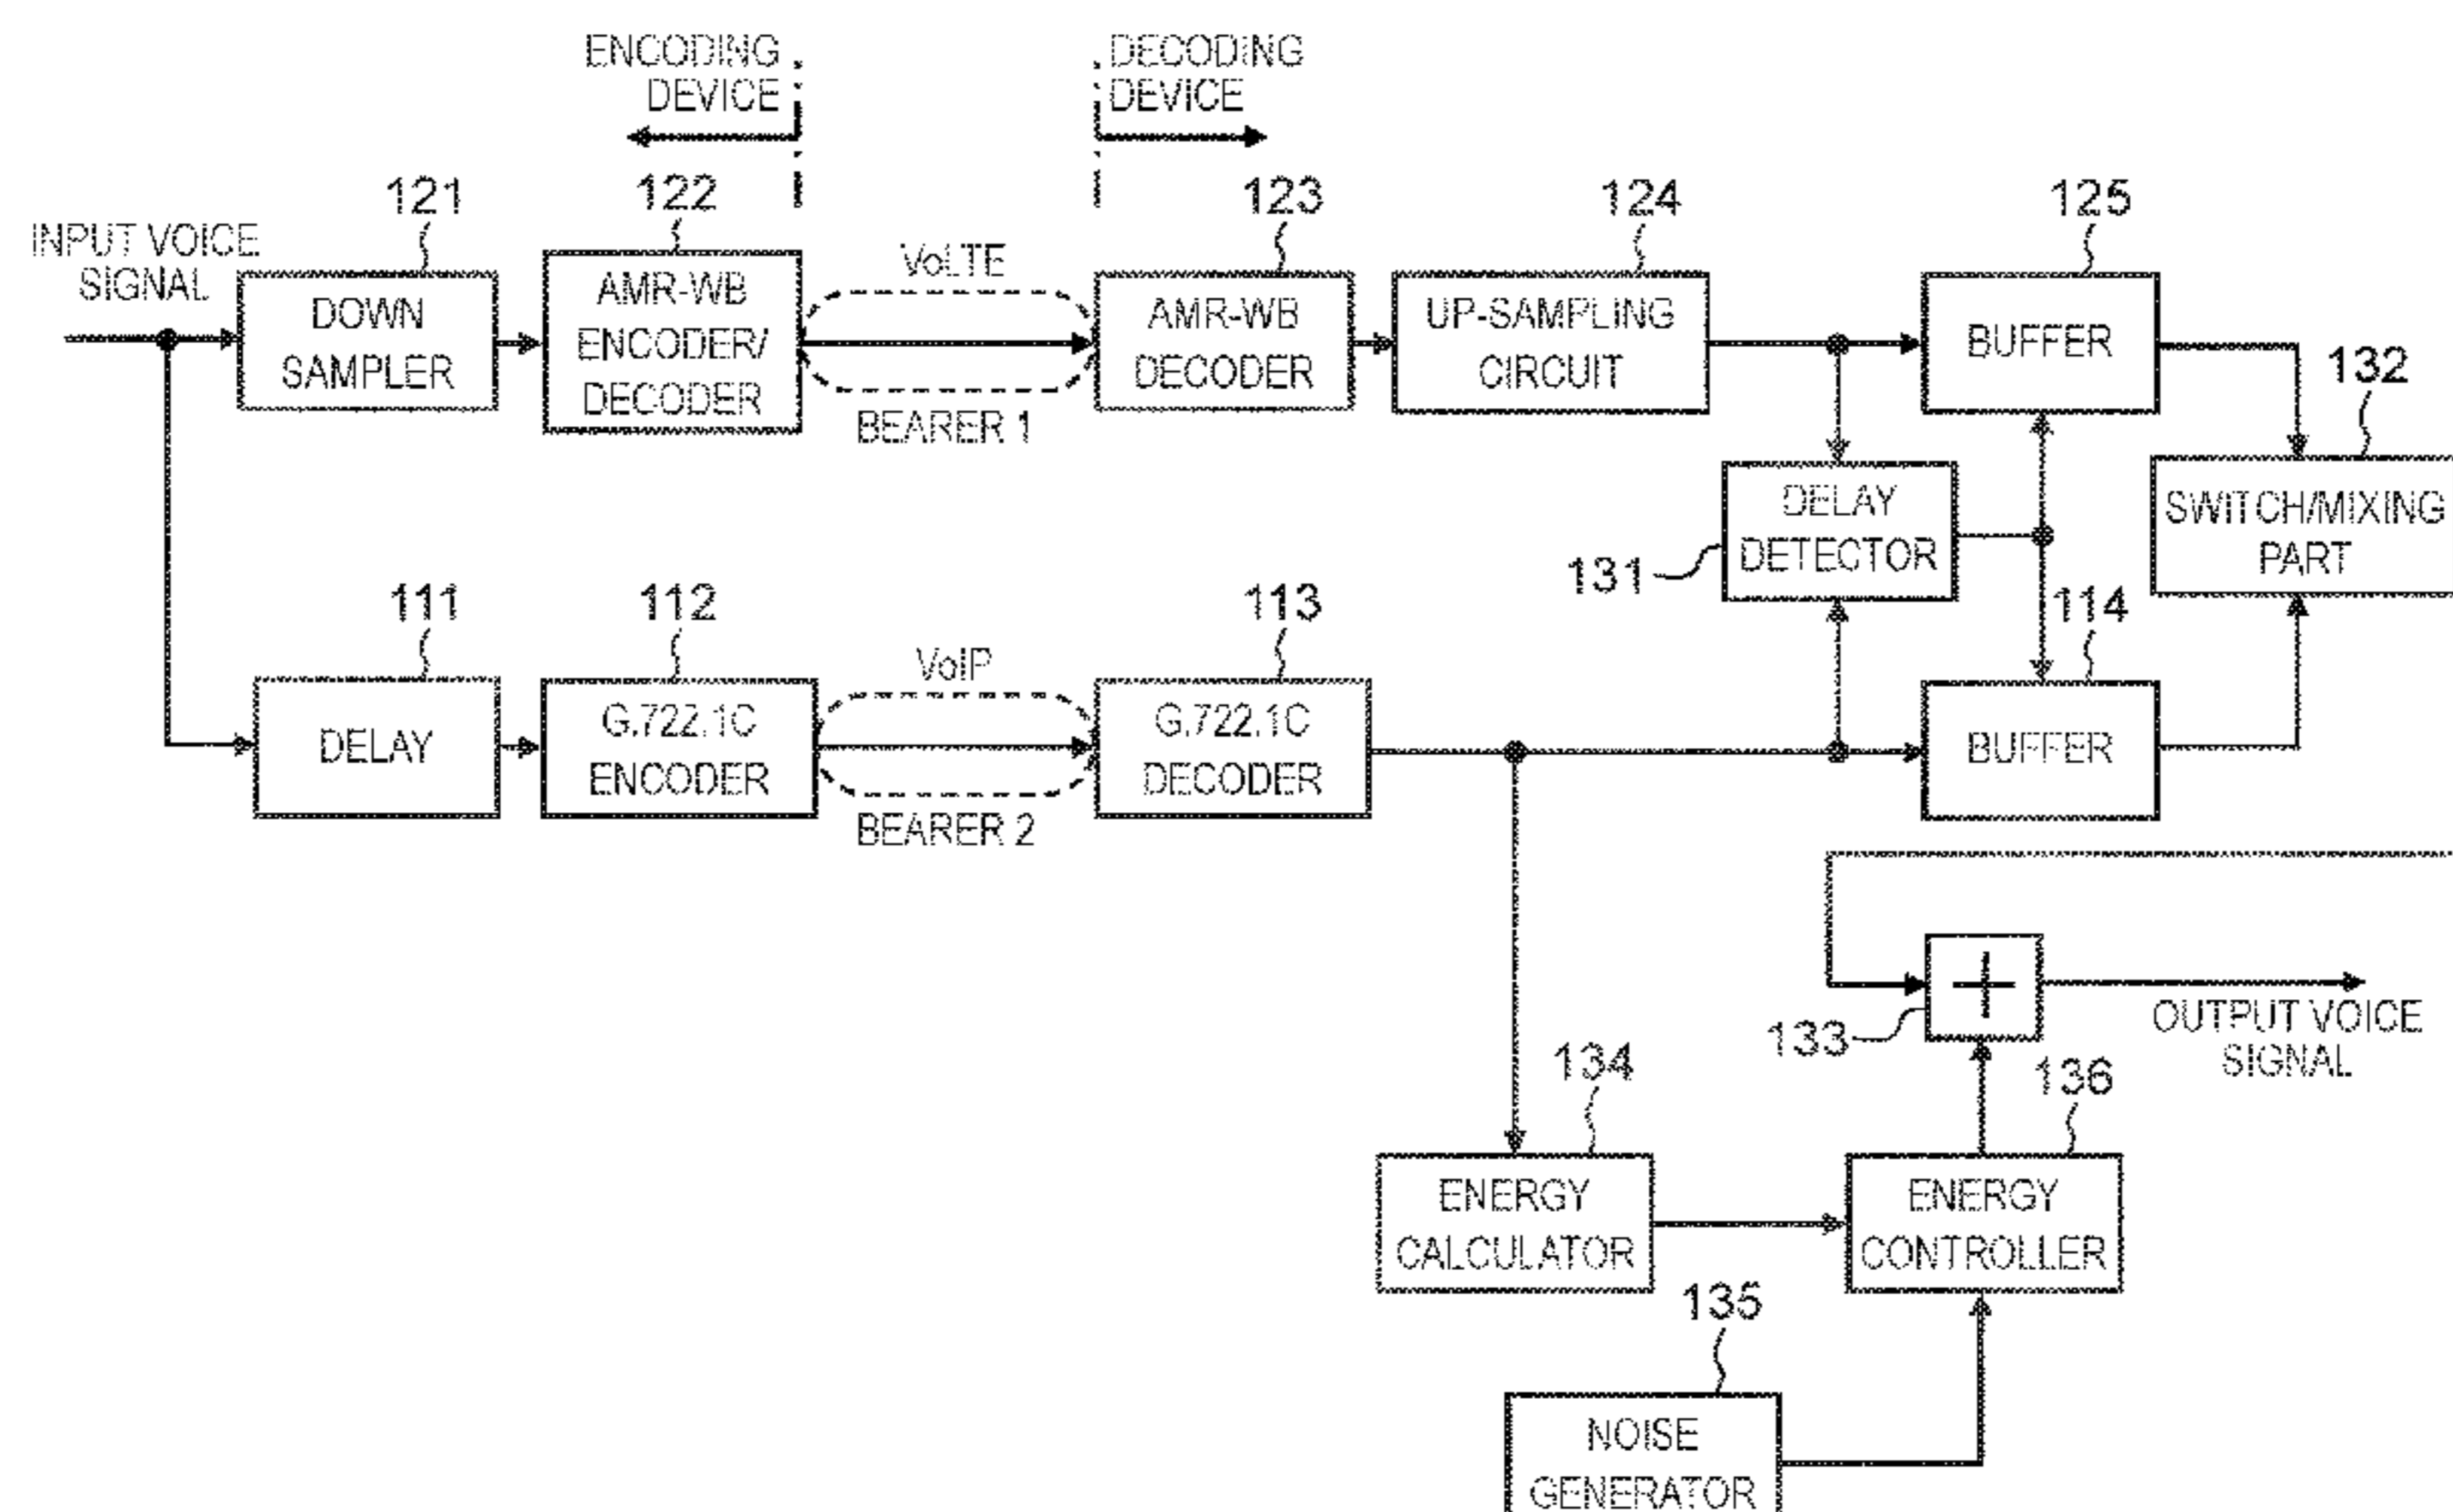 ENCODING
DEVICE
DECODING
DEVICE
121
122
123
124
125
INPUT VOICE
SIGNAL
DOWN
SAMPLER
AMR-WB
ENCODER/
DECODER
VoLTE
BEARER 1
AMR-WB
DECODER
UP-SAMPLING
CIRCUIT
BUFFER
132
DELAY
DETECTOR
131
SWITCH/MIXING
PART
111
112
113
114
DELAY
G.722.1C
ENCODER
VoIP
BEARER 2
G.722.1C
DECODER
BUFFER
+
133
OUTPUT VOICE
SIGNAL
134
136
ENERGY
CALCULATOR
ENERGY
CONTROLLER
135
NOISE
GENERATOR